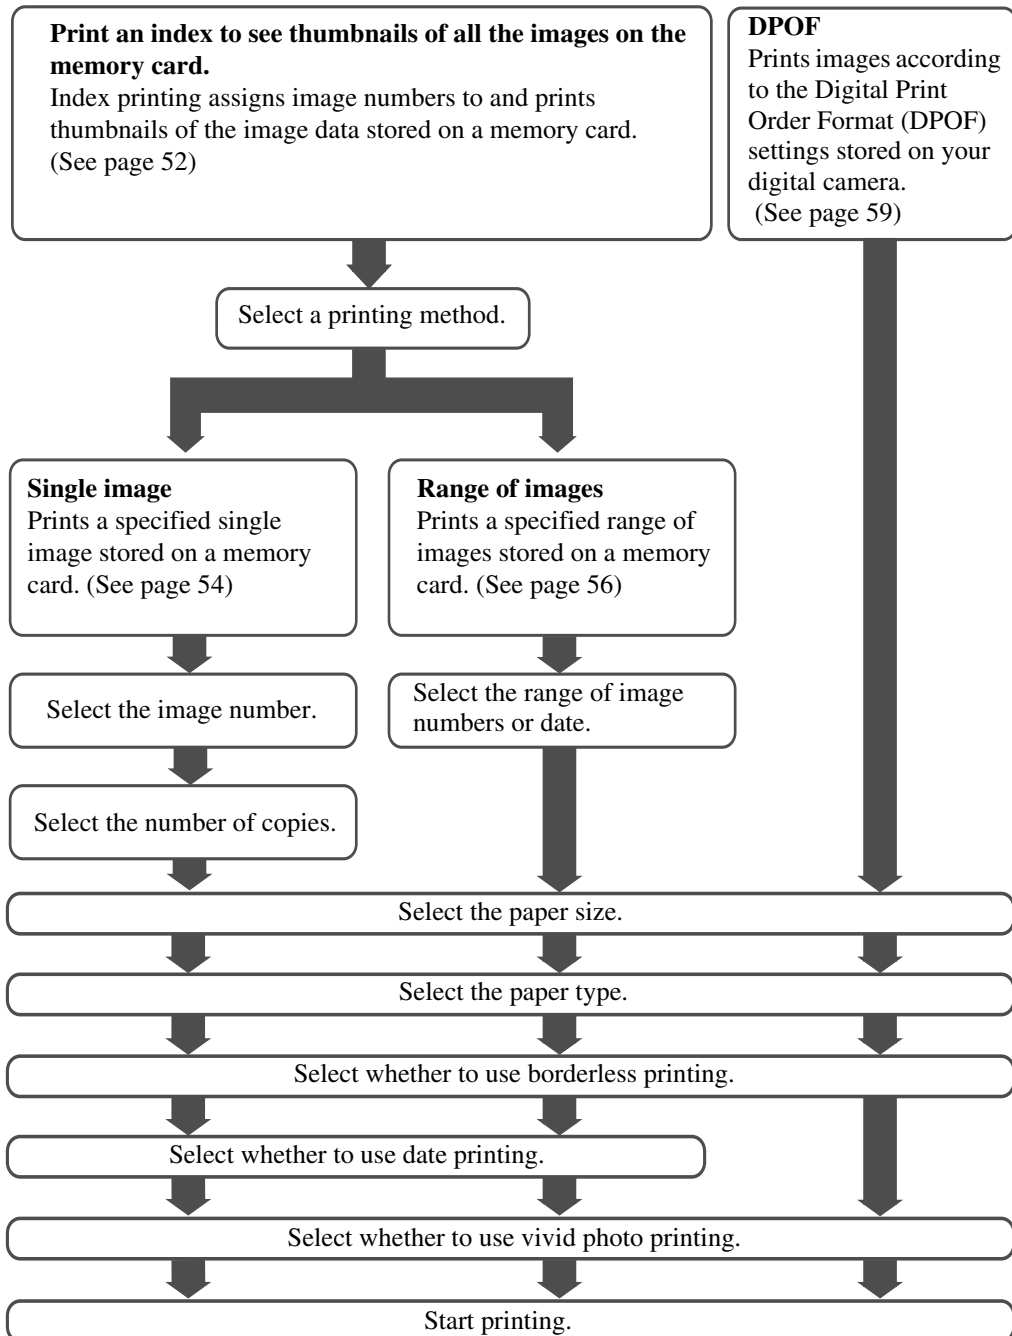 Print an index to see thumbnails of all the images on the
memory card.
Index printing assigns image numbers to and prints
thumbnails of the image data stored on a memory card.
(See page 52)
DPOF
Prints images according
to the Digital Print
Order Format (DPOF)
settings stored on your
digital camera.
(See page 59)
Select a printing method.
Single image
Prints a specified single
image stored on a memory
card. (See page 54)
Range of images
Prints a specified range of
images stored on a memory
card. (See page 56)
Select the image number.
Select the range of image
numbers or date.
Select the number of copies.
Select the paper size.
Select the paper type.
Select whether to use borderless printing.
Select whether to use date printing.
Select whether to use vivid photo printing.
Start printing.